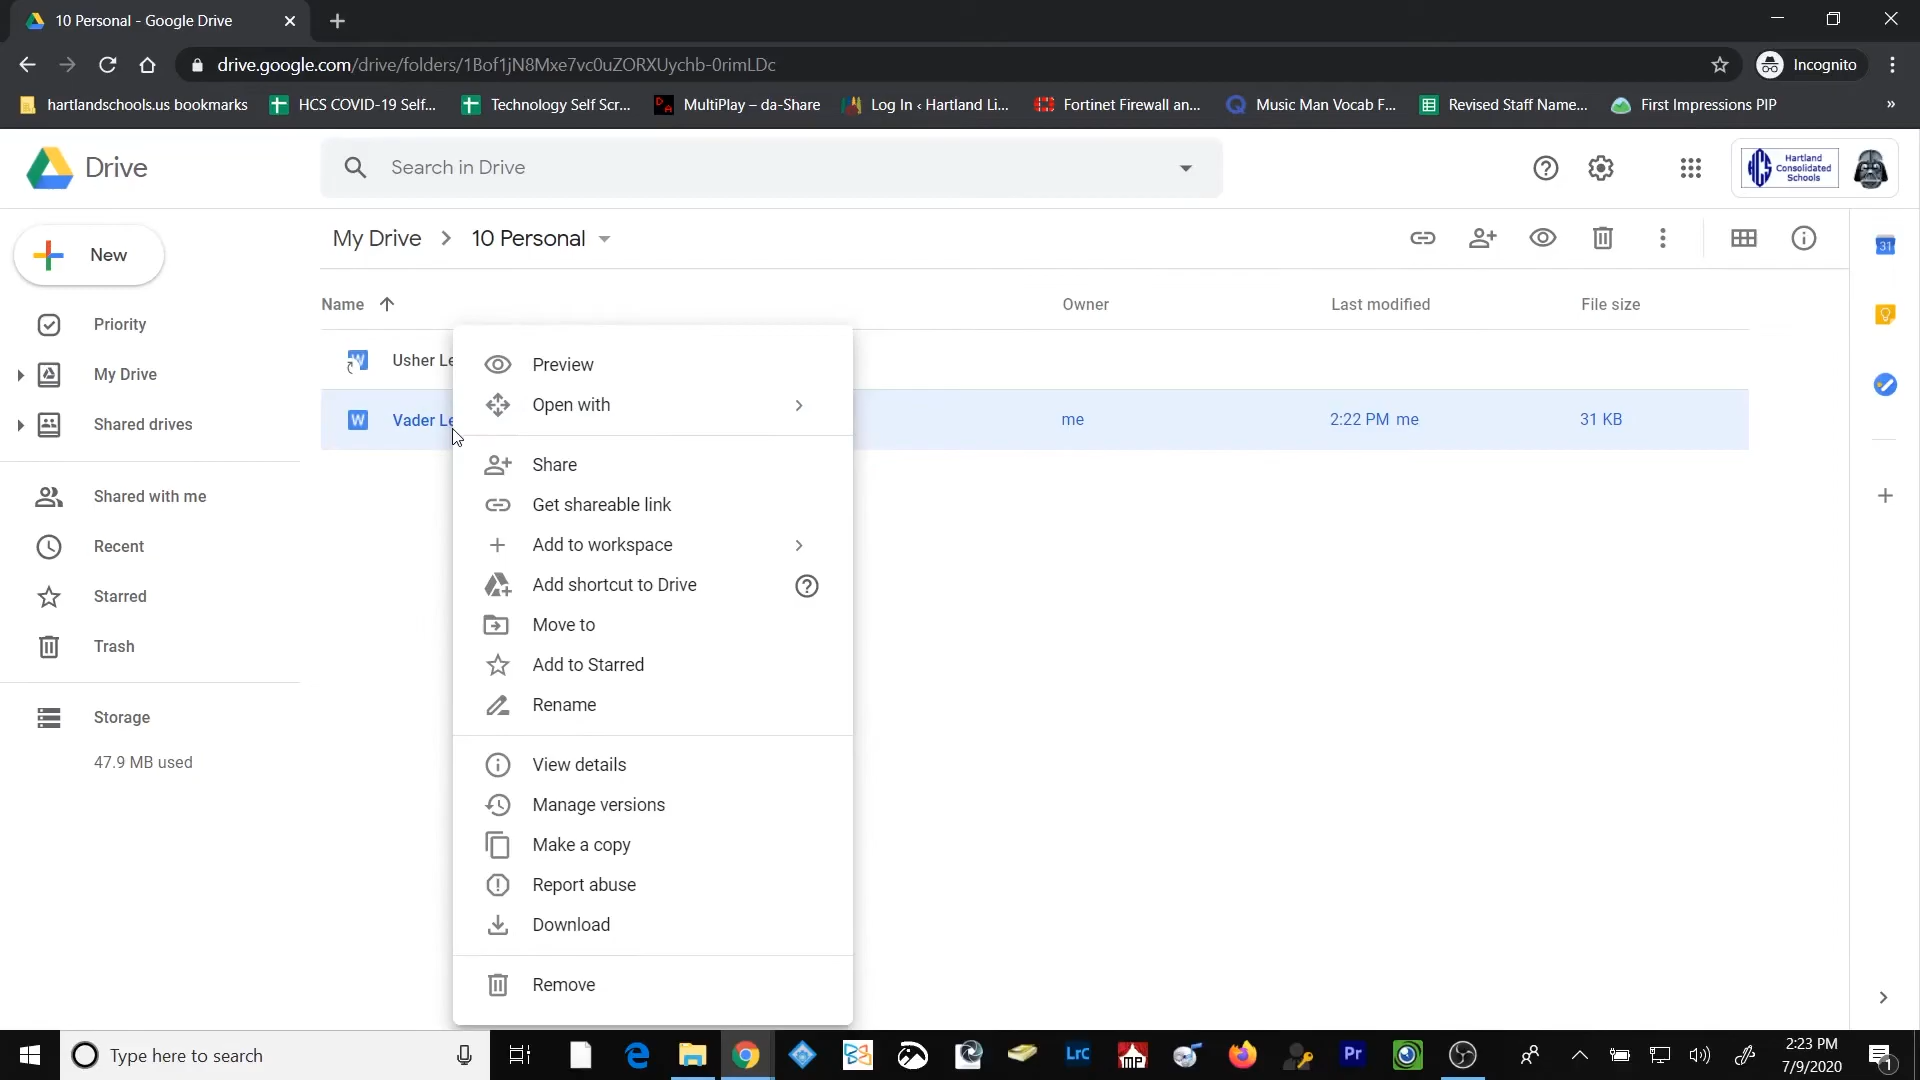 10 Personal - Google Drive
drive.google.com/drive/folders/1Bof1jN8Mxe7vc0uZORXUychb-0rimLDc
Incognito
hartlandschools.us bookmarks
HCS COVID-19 Self...
Technology Self Scr...
MultiPlay – da-Share
Log In ‹ Hartland Li...
Fortinet Firewall an...
Music Man Vocab F...
Revised Staff Name...
First Impressions PIP
»
Drive
Search in Drive
HCS
Hartland
Consolidated
Schools
New
My Drive
10 Personal
31
Priority
My Drive
Shared drives
Shared with me
Recent
Starred
Trash
Storage
47.9 MB used
Name
Owner
Last modified
File size
W
Usher Le
W
Vader Le
me
2:22 PM me
31 KB
Preview
Open with
Share
Get shareable link
Add to workspace
Add shortcut to Drive
Move to
Add to Starred
Rename
View details
Manage versions
Make a copy
Report abuse
Download
Remove
Type here to search
LrC
MP
Pr
2:23 PM
7/9/2020
1